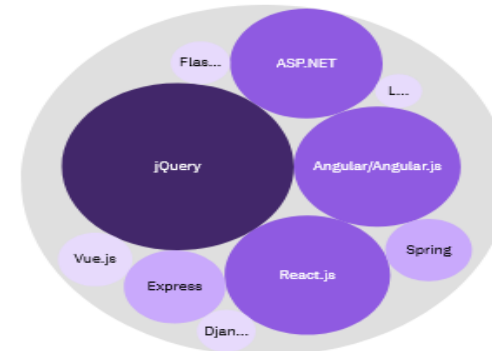 ASP.NET
Flas...
L...
jQuery
Angular/Angular.js
Vue.js
Spring
React.js
Express
Djan...